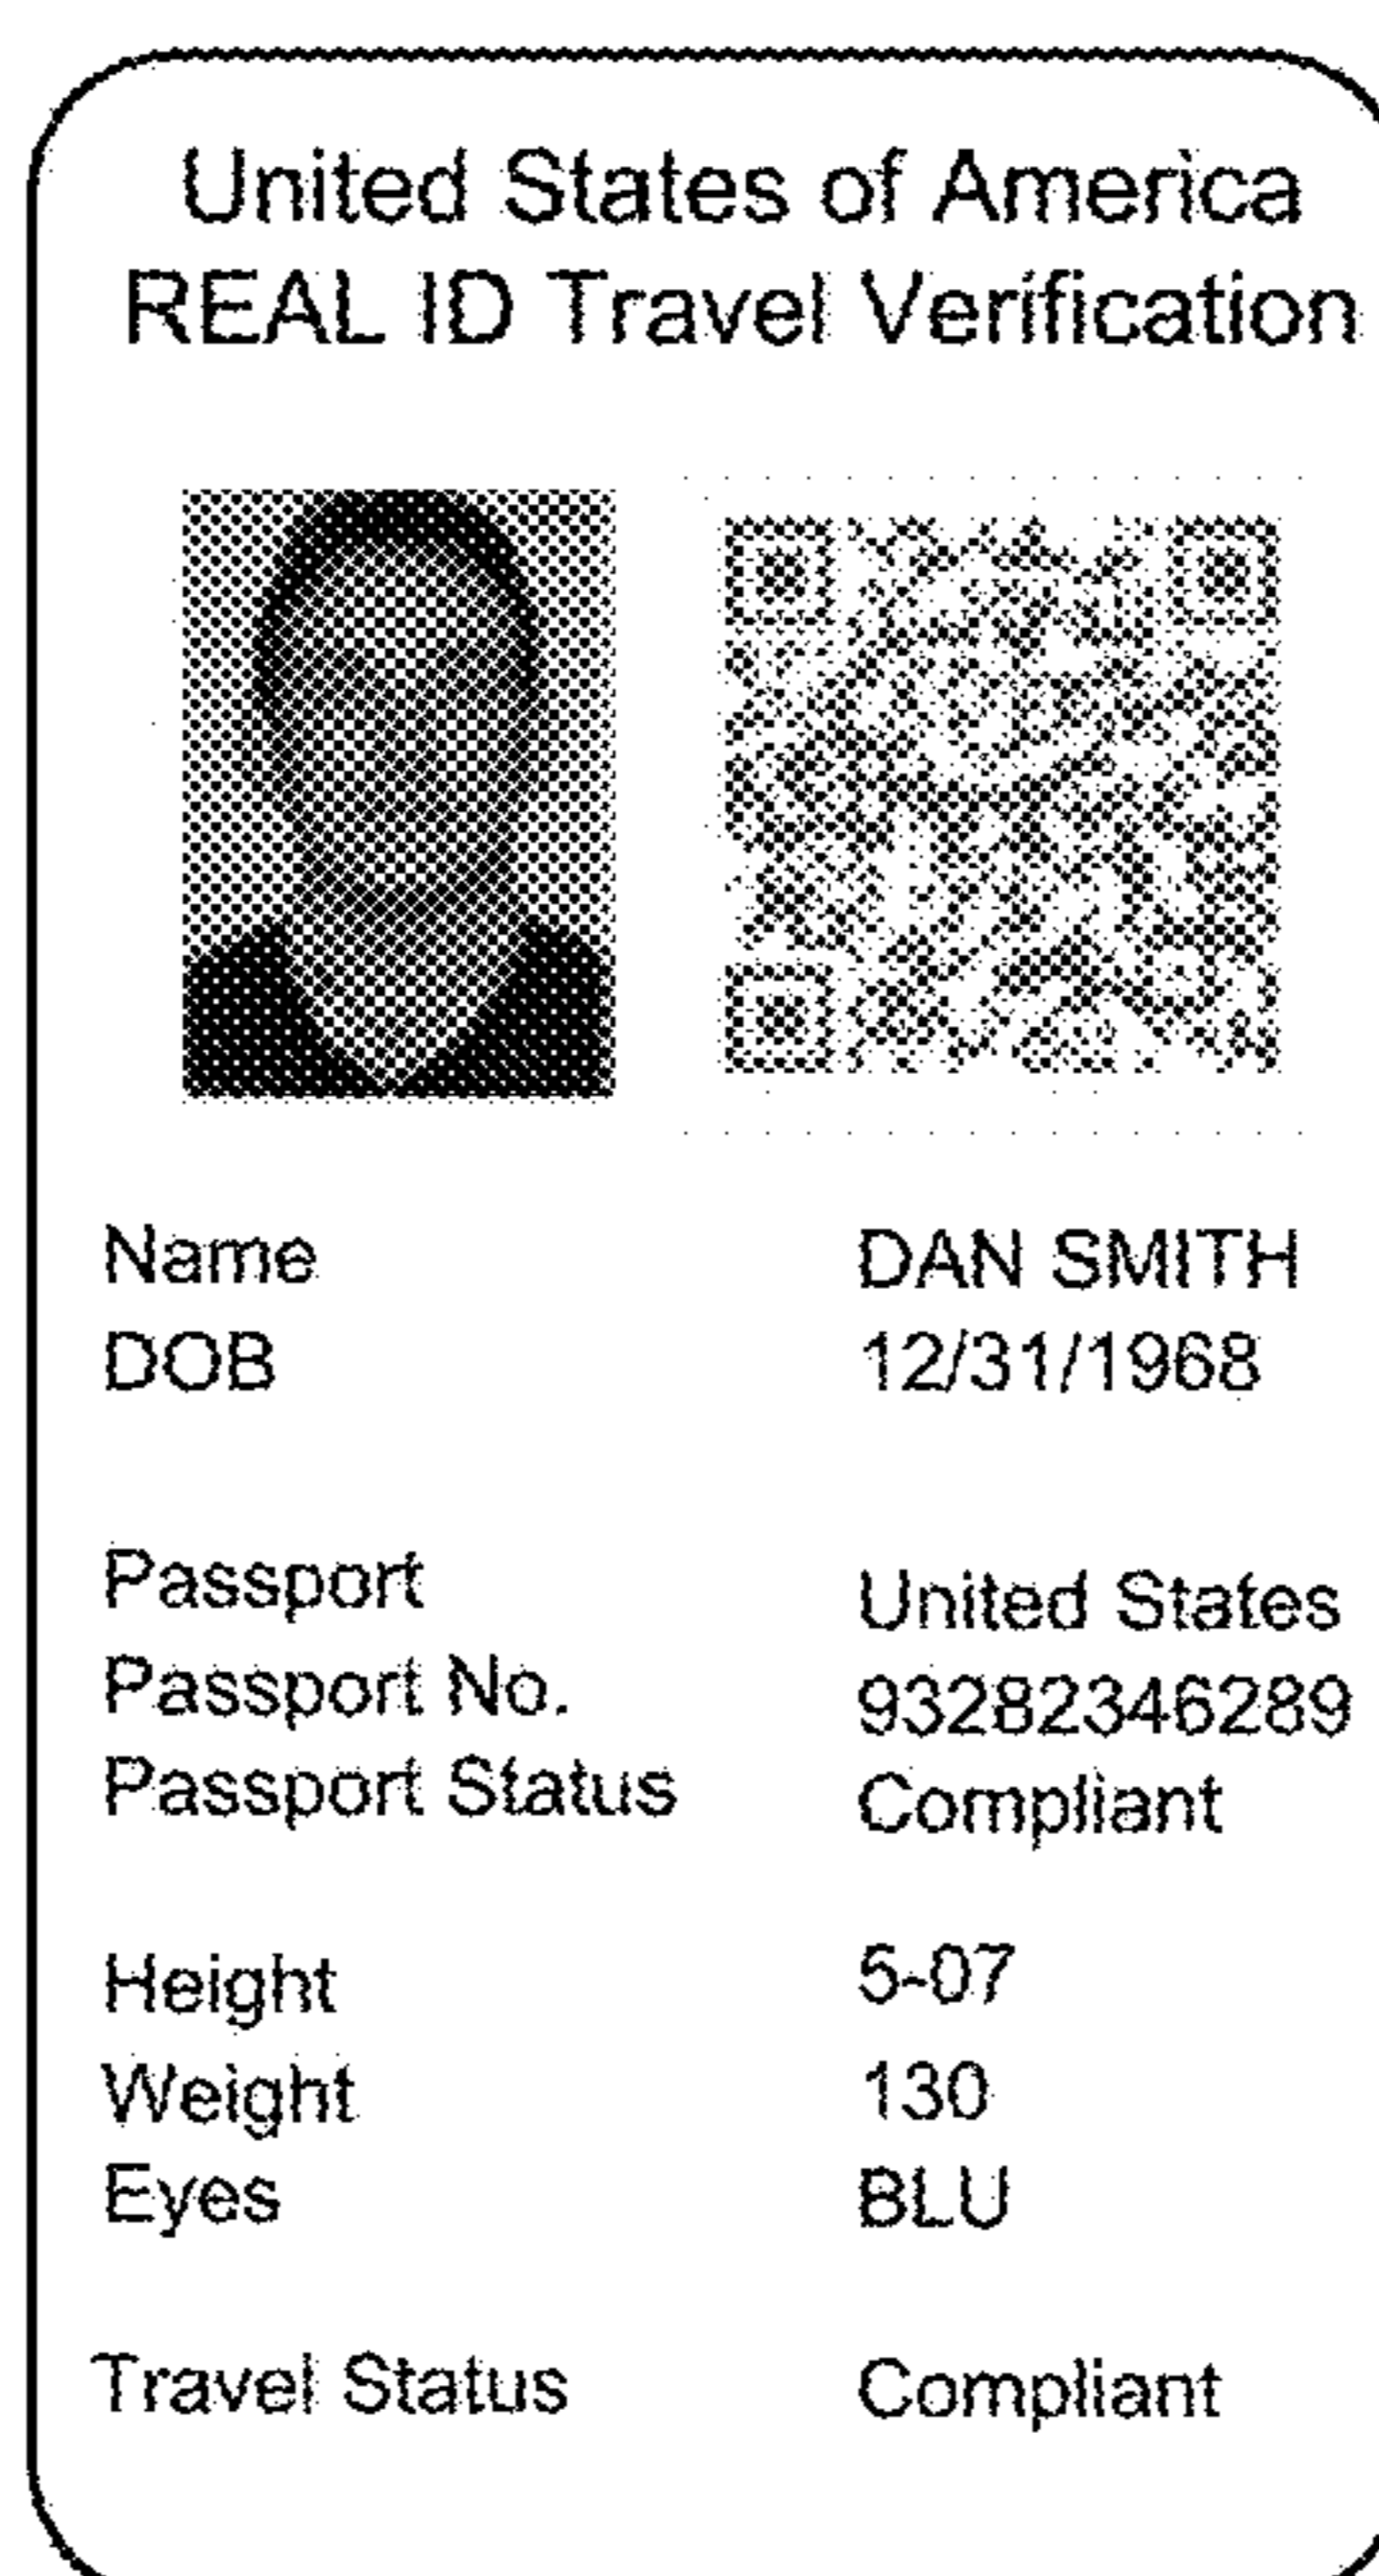 United States of America
REAL ID Travel Verification
Name DAN SMITH
DOB 12/31/1968
Passport United States
Passport No. 93282346289
Passport Status Compliant
Height 5-07
Weight 130
Eyes BLU
Travel Status Compliant